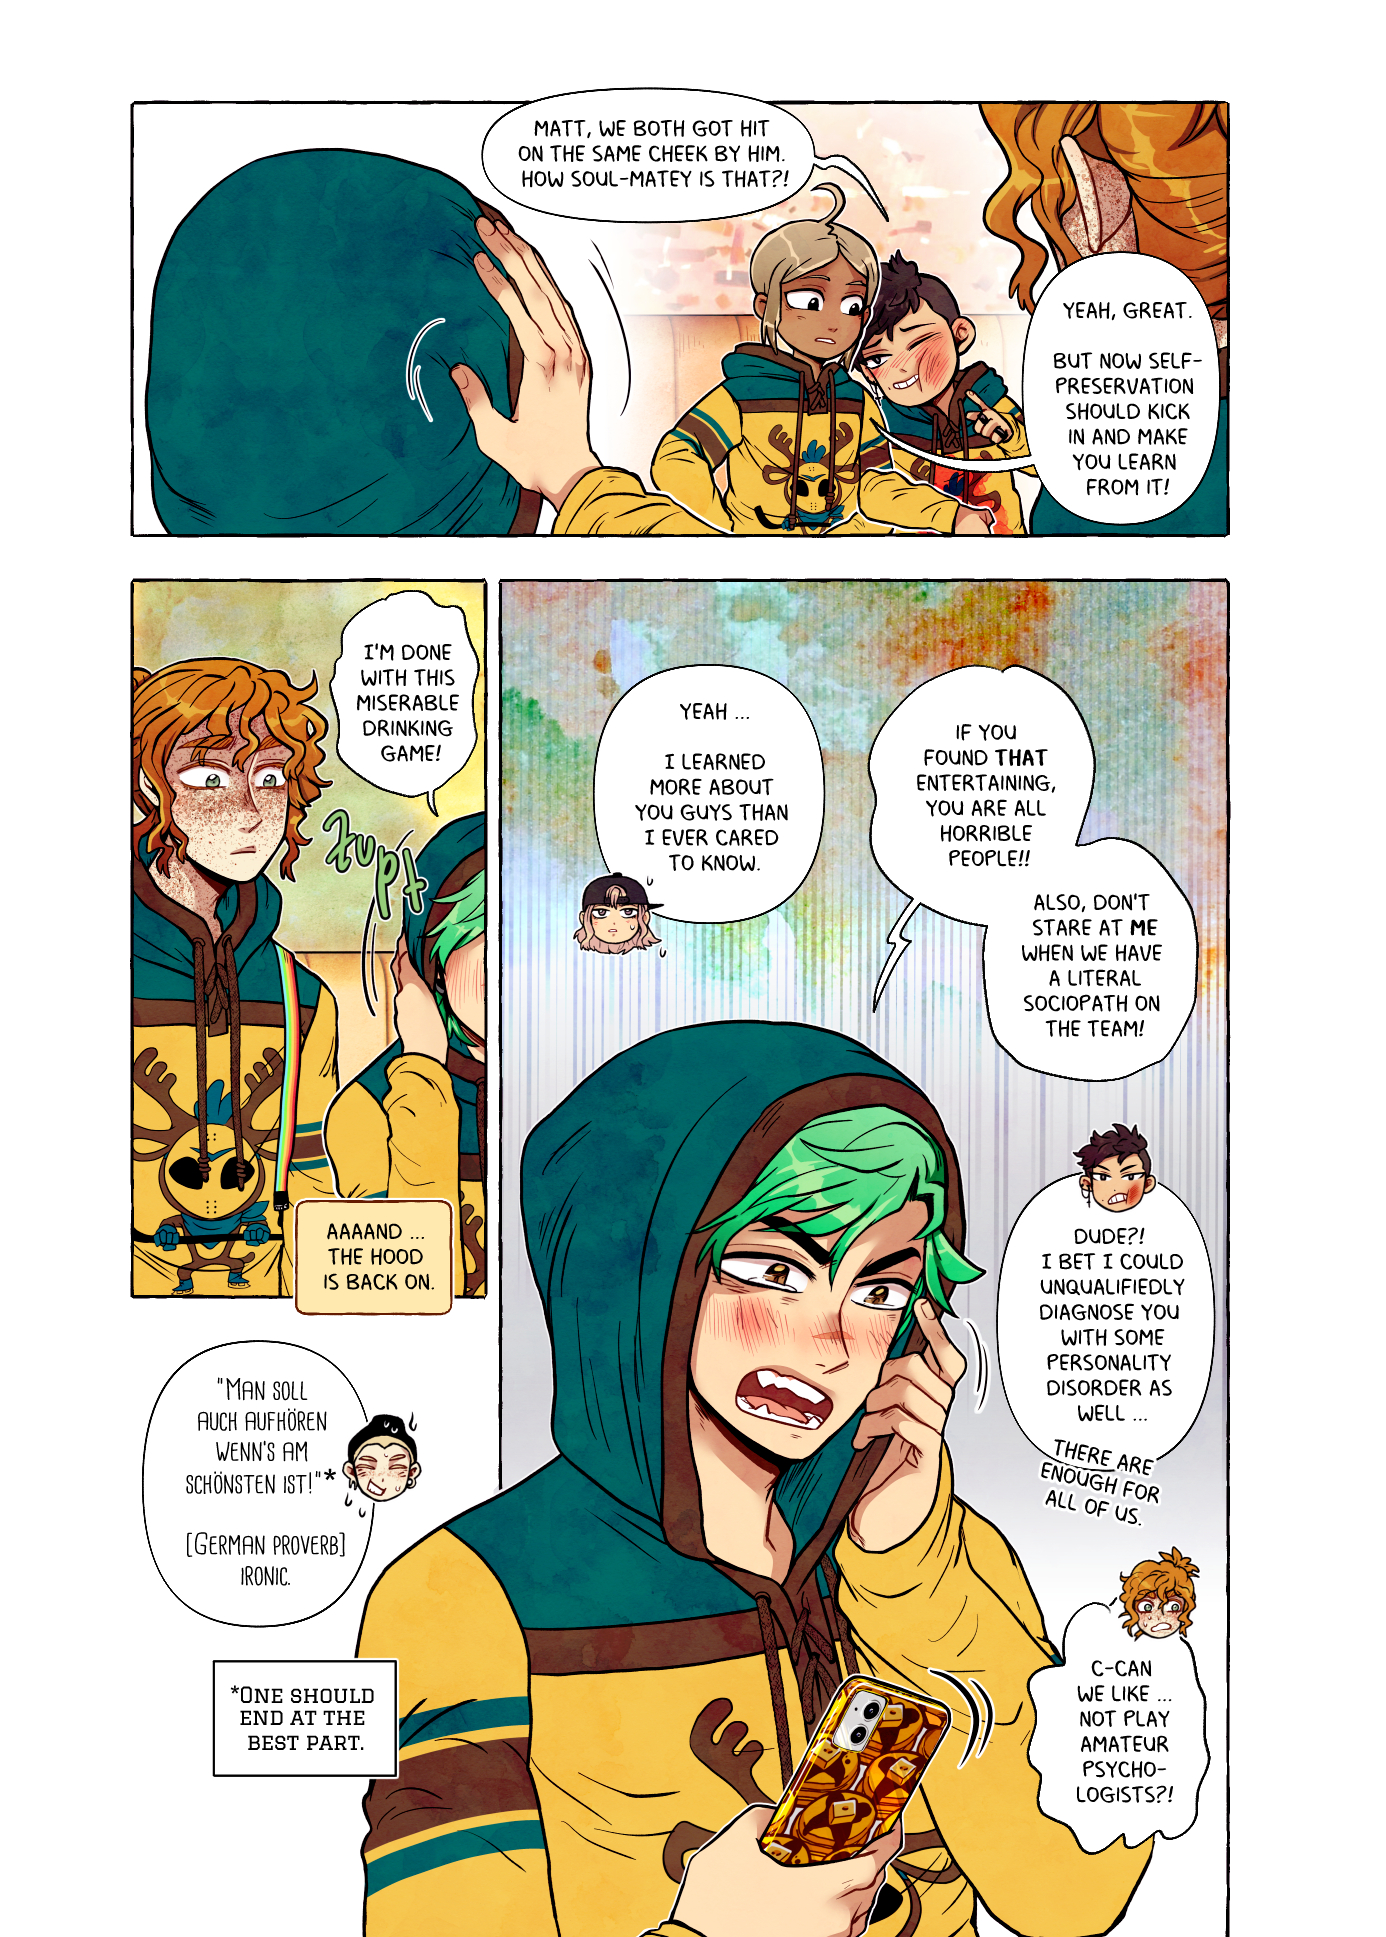 MATT, WE BOTH GOT HIT
ON THE SAME CHEEK BY HIM.
HOW SOUL-MATEY IS THAT?!
YEAH, GREAT.
BUT NOW SELF-
PRESERVATION
SHOULD KICK
IN AND MAKE
YOU LEARN
FROM IT!
I'M DONE
WITH THIS
MISERABLE
DRINKING
GAME!
Zupt
AAAAND ...
THE HOOD
IS BACK ON.
YEAH ...
I LEARNED
MORE ABOUT
YOU GUYS THAN
I EVER CARED
TO KNOW.
IF YOU
FOUND THAT
ENTERTAINING,
YOU ARE ALL
HORRIBLE
PEOPLE!!
ALSO, DON'T
STARE AT ME
WHEN WE HAVE
A LITERAL
SOCIOPATH ON
THE TEAM!
DUDE?!
I BET I COULD
UNQUALIFIEDLY
DIAGNOSE YOU
WITH SOME
PERSONALITY
DISORDER AS
WELL ...
THERE ARE
ENOUGH FOR
ALL OF US.
C-CAN
WE LIKE ...
NOT PLAY
AMATEUR
PSYCHO-
LOGISTS?!
"MAN SOLL
AUCH AUFHÖREN
WENN'S AM
SCHÖNSTEN IST!"*
[GERMAN PROVERB]
IRONIC.
*ONE SHOULD
END AT THE
BEST PART.